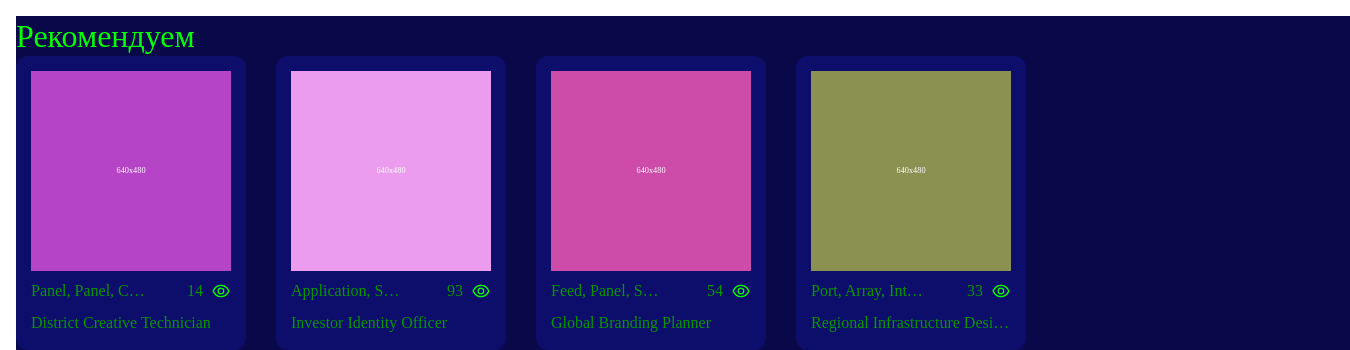 Рекомендуем
640x480
640x480
640x480
640x480
Panel, Panel, C… 14
Application, S… 93
Feed, Panel, S… 54
Port, Array, Int… 33
District Creative Technician
Investor Identity Officer
Global Branding Planner
Regional Infrastructure Desi…